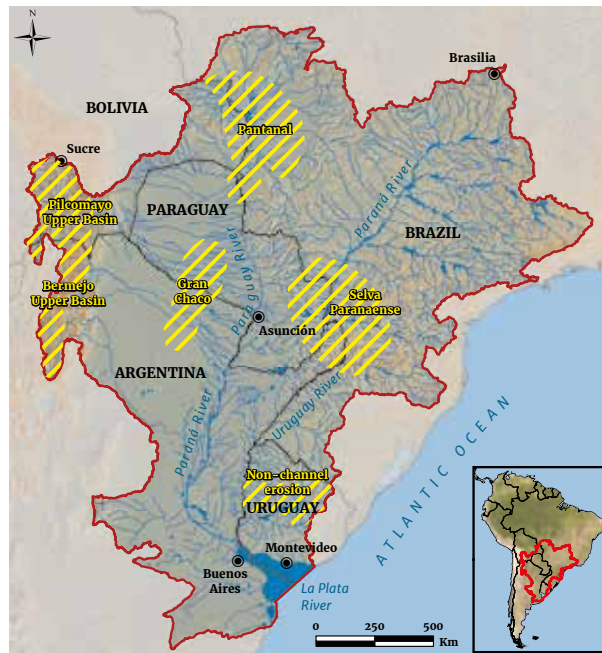 N
Brasilia
BOLIVIA
Pantanal
Sucre
Pilcomayo
Upper Basin
PARAGUAY
Paraná River
BRAZIL
Bermejo
Upper Basin
Gran
Chaco
Paraguay River
Selva
Paranaense
Asunción
ARGENTINA
Paraná River
Uruguay River
ATLANTIC OCEAN
Non-channel
erosion
URUGUAY
Montevideo
Buenos
Aires
La Plata
River
0 250 500
Km